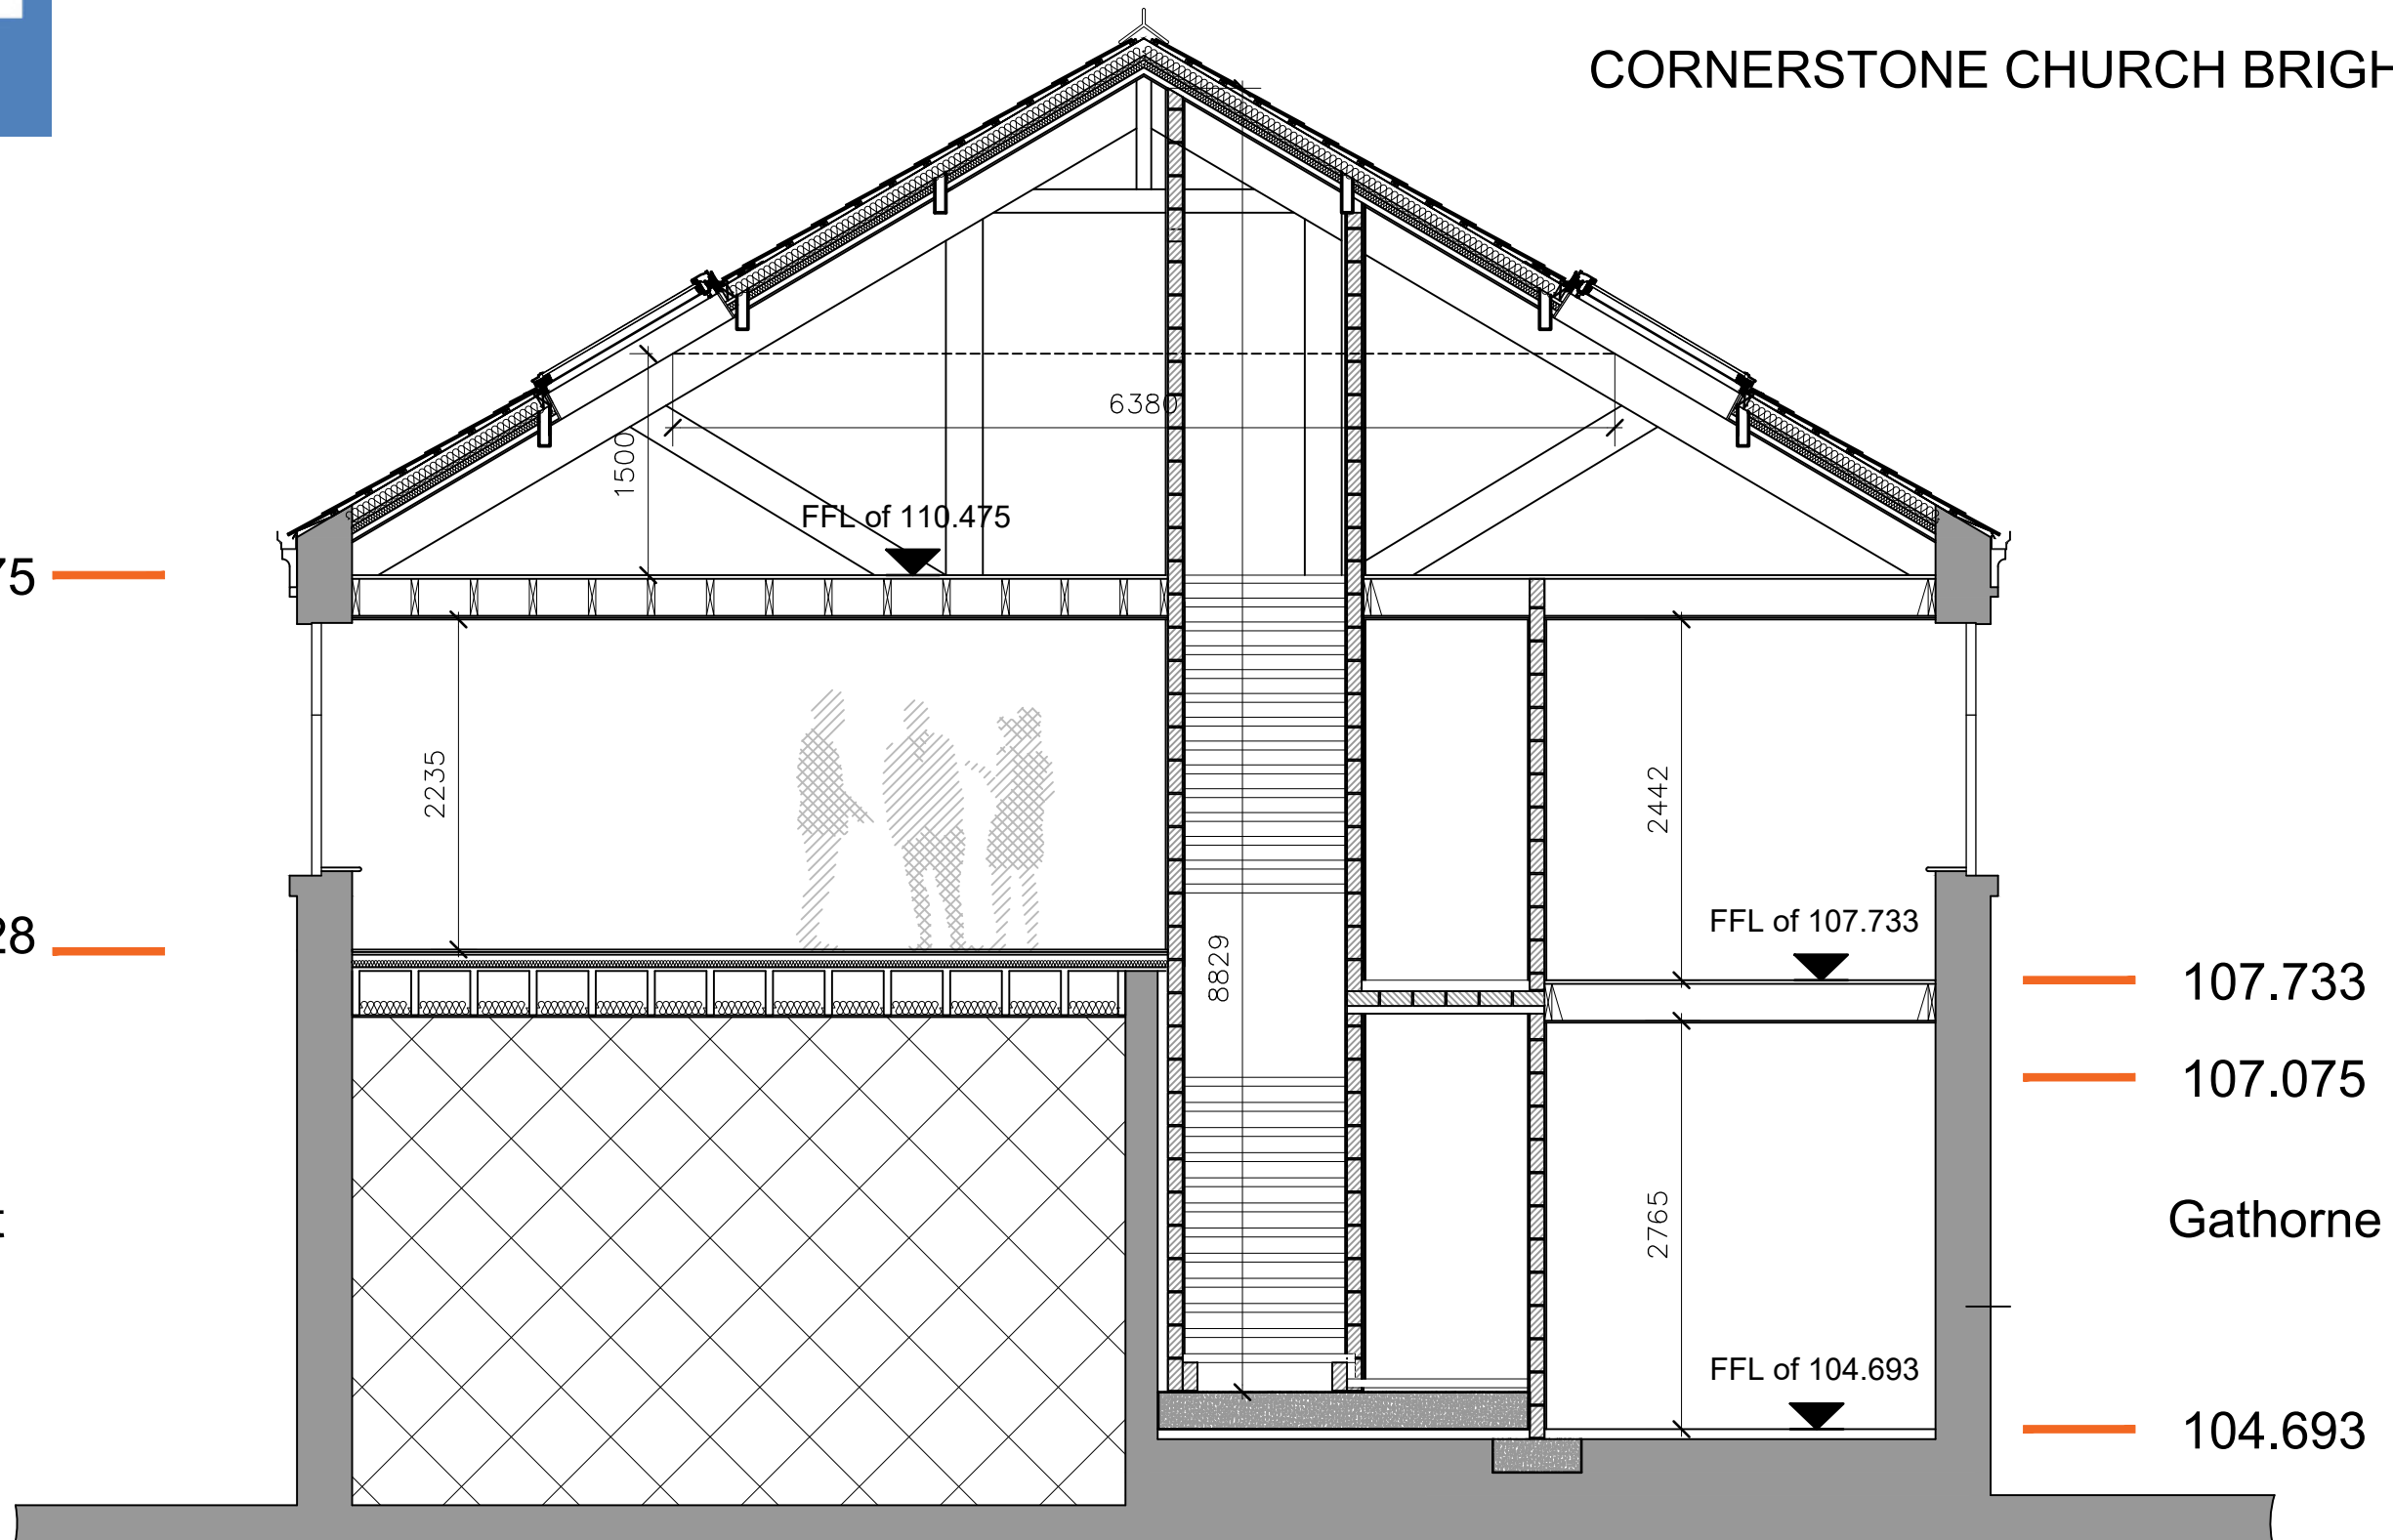 CORNERSTONE CHURCH BRIGH
6380
1500
FFL of 110.475
75
2235
2442
FFL of 107.733
28
8829
107.733
107.075
2765
Gathorne
FFL of 104.693
104.693